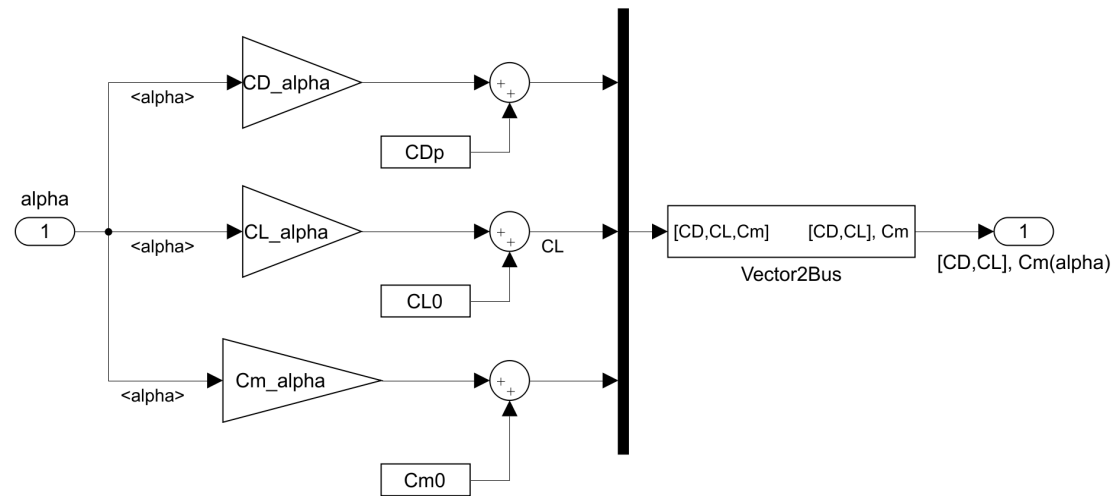 CD_alpha
<alpha>
CDp
alpha
1
CL_alpha
<alpha>
CL
CL0
[CD,CL,Cm]
[CD,CL], Cm
Vector2Bus
1
[CD,CL], Cm(alpha)
Cm_alpha
<alpha>
Cm0